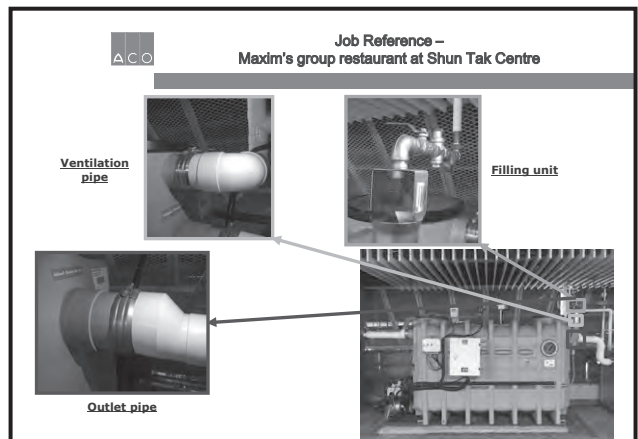 ACO
Job Reference –
Maxim's group restaurant at Shun Tak Centre
Ventilation
pipe
Filling unit
Outlet pipe